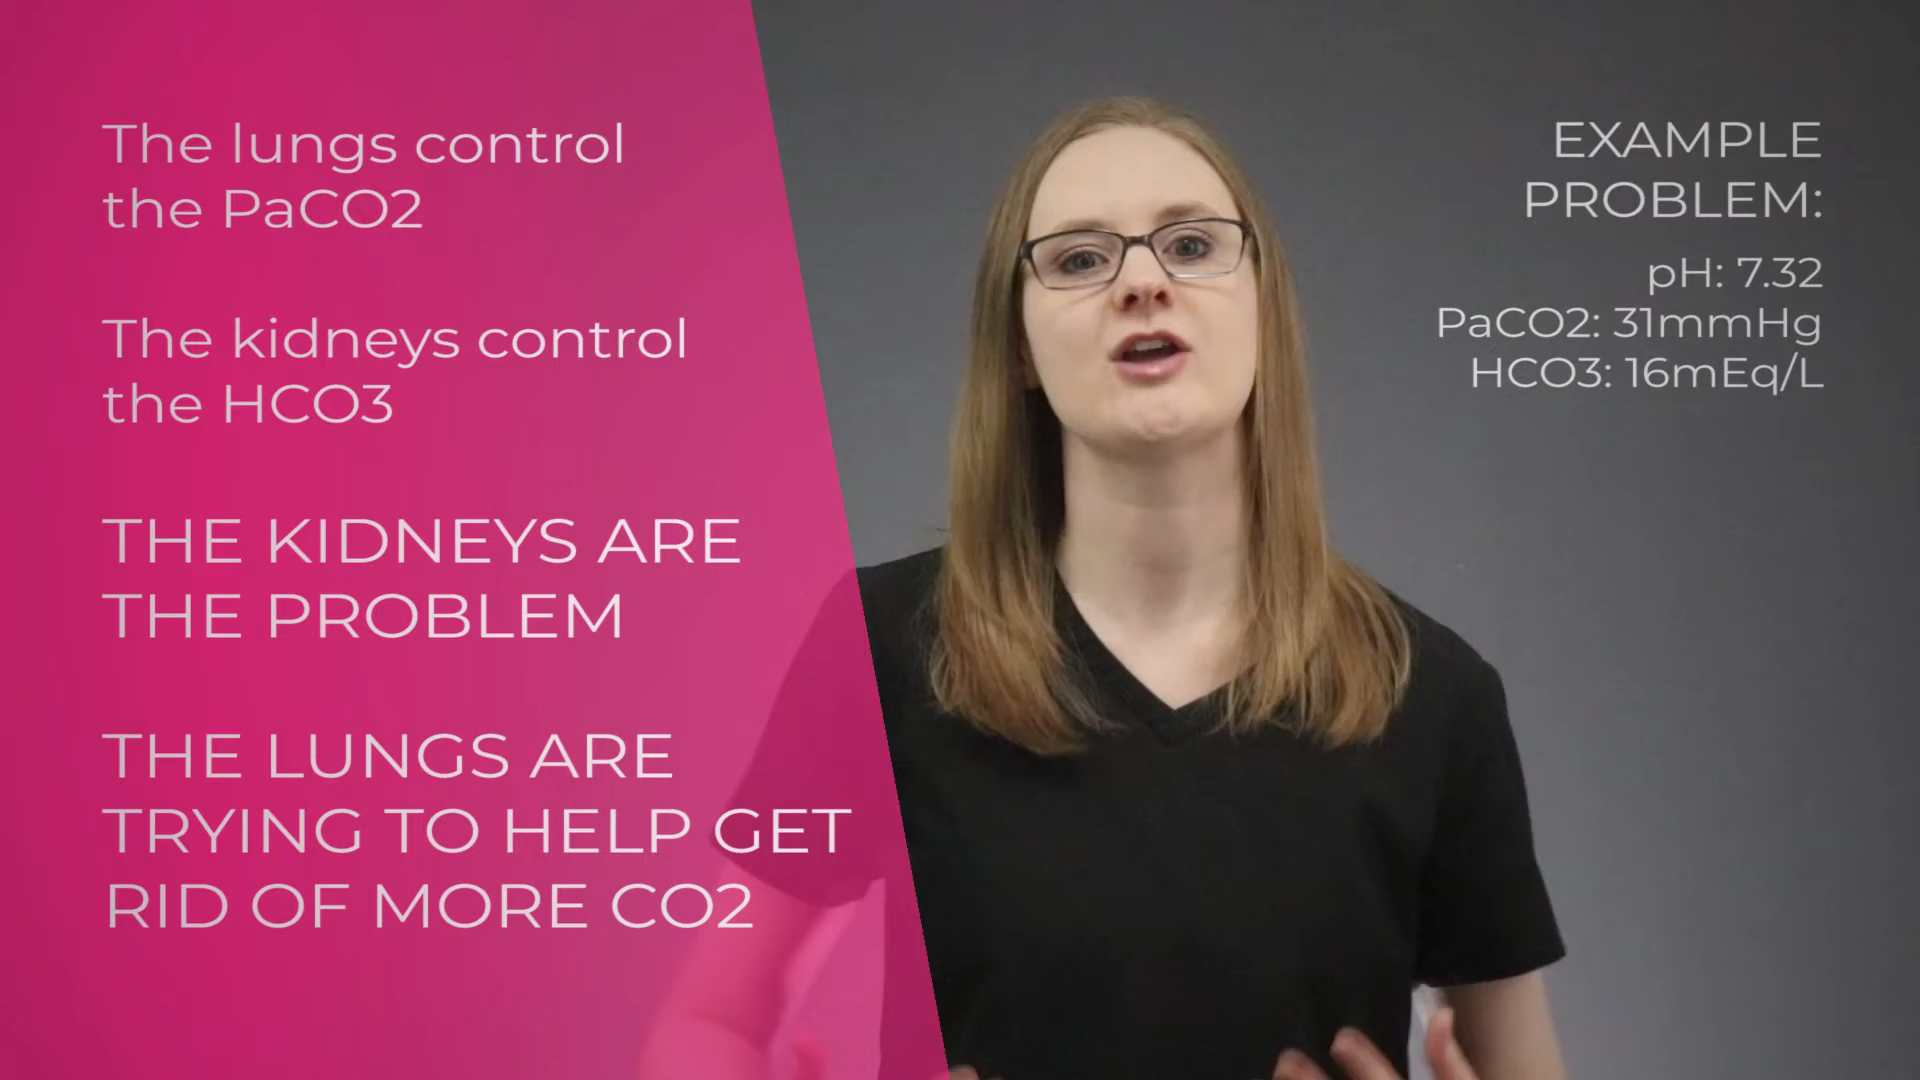 The lungs control
the PaCO2
The kidneys control
the HCO3
THE KIDNEYS ARE
THE PROBLEM
THE LUNGS ARE
TRYING TO HELP GET
RID OF MORE CO2
EXAMPLE
PROBLEM:
pH: 7.32
PaCO2: 31mmHg
HCO3: 16mEq/L